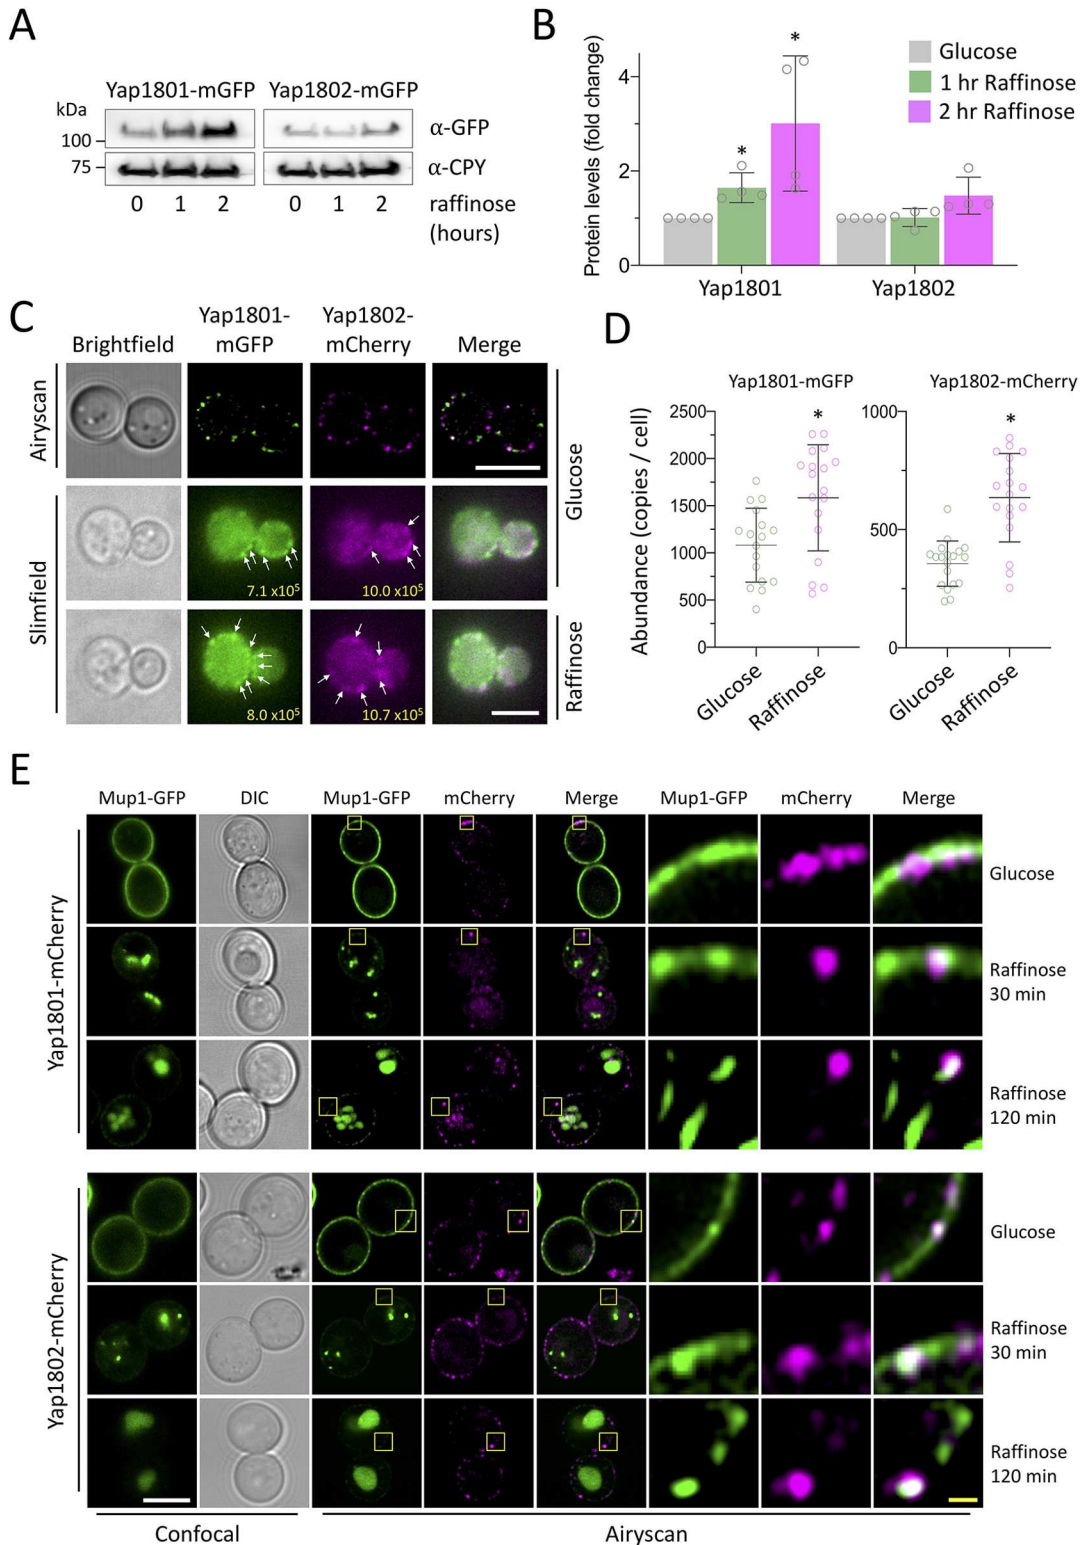 A
Yap1801-mGFP Yap1802-mGFP
kDa
100
75
α-GFP
α-CPY
0 1 2 0 1 2 raffinose
(hours)
B
Protein levels (fold change)
4
2
0
Yap1801 Yap1802
Glucose
1 hr Raffinose
2 hr Raffinose
* *
C
Brightfield Yap1801-mGFP Yap1802-mCherry Merge
Airyscan
Slimfield
Glucose
Raffinose
7.1 x10⁵ 10.0 x10⁵
8.0 x10⁵ 10.7 x10⁵
D
Yap1801-mGFP Yap1802-mCherry
Abundance (copies / cell)
2500
2000
1500
1000
500
0
1000
500
0
* *
Glucose Raffinose Glucose Raffinose
E
Mup1-GFP DIC Mup1-GFP mCherry Merge Mup1-GFP mCherry Merge
Yap1801-mCherry
Glucose
Raffinose
30 min
Raffinose
120 min
Yap1802-mCherry
Glucose
Raffinose
30 min
Raffinose
120 min
Confocal Airyscan